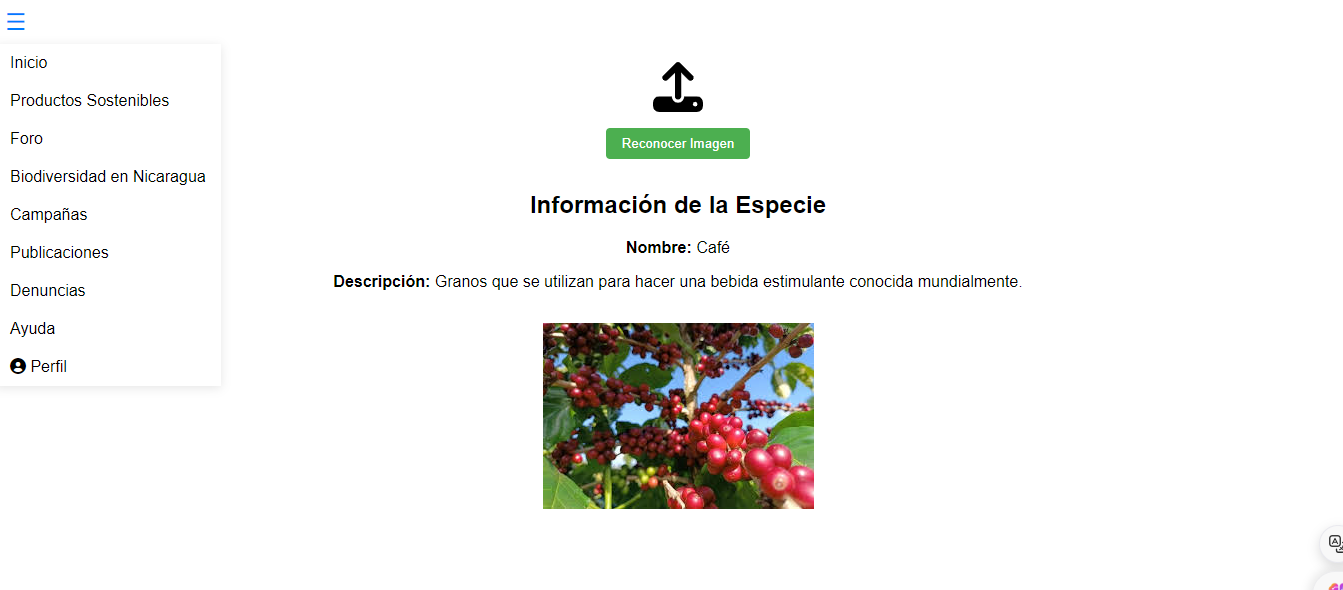 Inicio
Productos Sostenibles
Foro
Biodiversidad en Nicaragua
Campañas
Publicaciones
Denuncias
Ayuda
Perfil
Reconocer Imagen
Información de la Especie
Nombre: Café
Descripción: Granos que se utilizan para hacer una bebida estimulante conocida mundialmente.